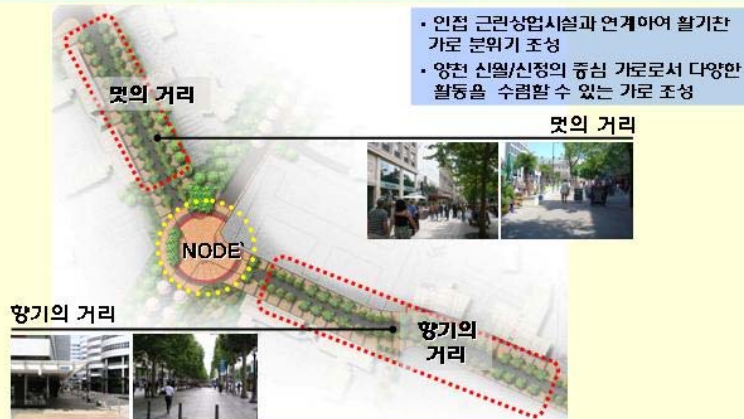 • 인접 근린상업시설과 연계하여 활기찬
가로 분위기 조성
• 양천 신월/신정의 중심 가로로서 다양한
활동을 수렴할 수 있는 가로 조성
멋의 거리
멋의 거리
NODE`
향기의 거리
향기의
거리